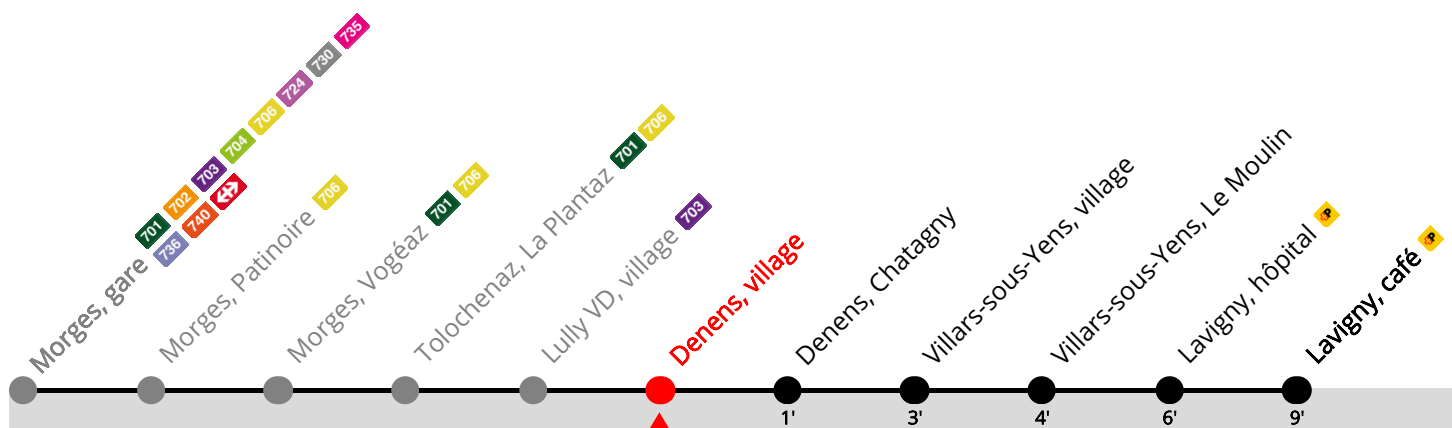 Morges, gare 701 702 703 704 706 724 730 735
736 740
Morges, Patinoire 706
Morges, Vogéaz 701 706
Tolochenaz, La Plantaz 701 706
Lully VD, village 703
Denens, village
Denens, Chatagny
Villars-sous-Yens, village
Villars-sous-Yens, Le Moulin
Lavigny, hôpital P
Lavigny, café P
1' 3' 4' 6' 9'